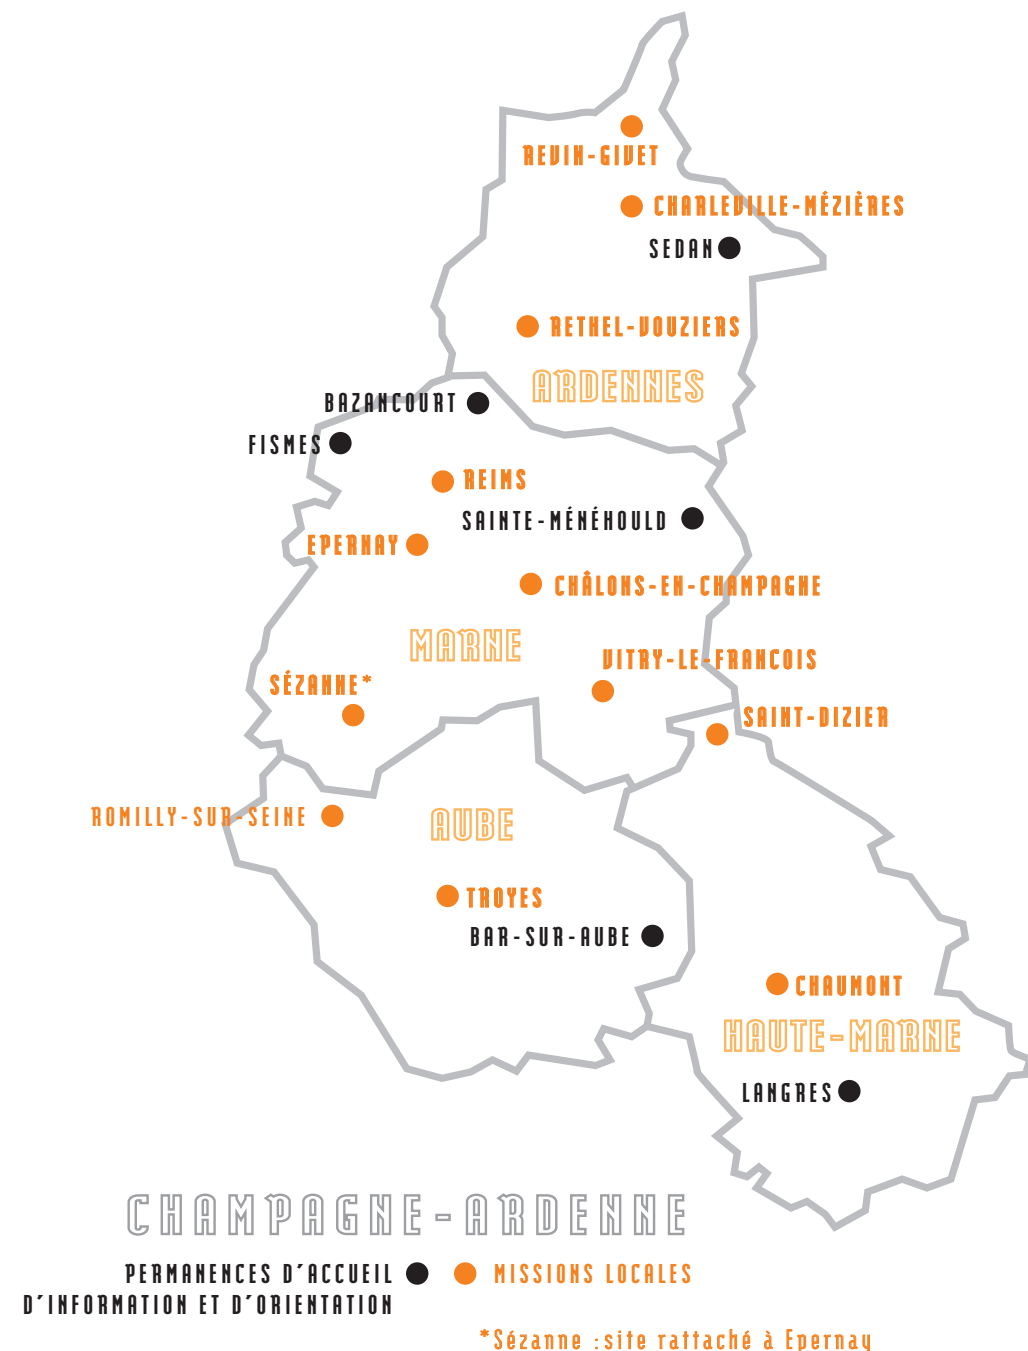 REVIN-GIVET
CHARLEVILLE-MÉZIÈRES
SEDAN
RETHEL-VOUZIERS
ARDENNES
BAZANCOURT
FISMES
REIMS
SAINTE-MÉNÉHOULD
EPERNAY
CHÂLONS-EN-CHAMPAGNE
MARNE
VITRY-LE-FRANCOIS
SÉZANNE*
SAINT-DIZIER
ROMILLY-SUR-SEINE
AUBE
TROYES
BAR-SUR-AUBE
CHAUMONT
HAUTE-MARNE
LANGRES
CHAMPAGNE-ARDENNE
PERMANENCES D'ACCUEIL
D'INFORMATION ET D'ORIENTATION
MISSIONS LOCALES
*Sézanne : site rattaché à Epernay